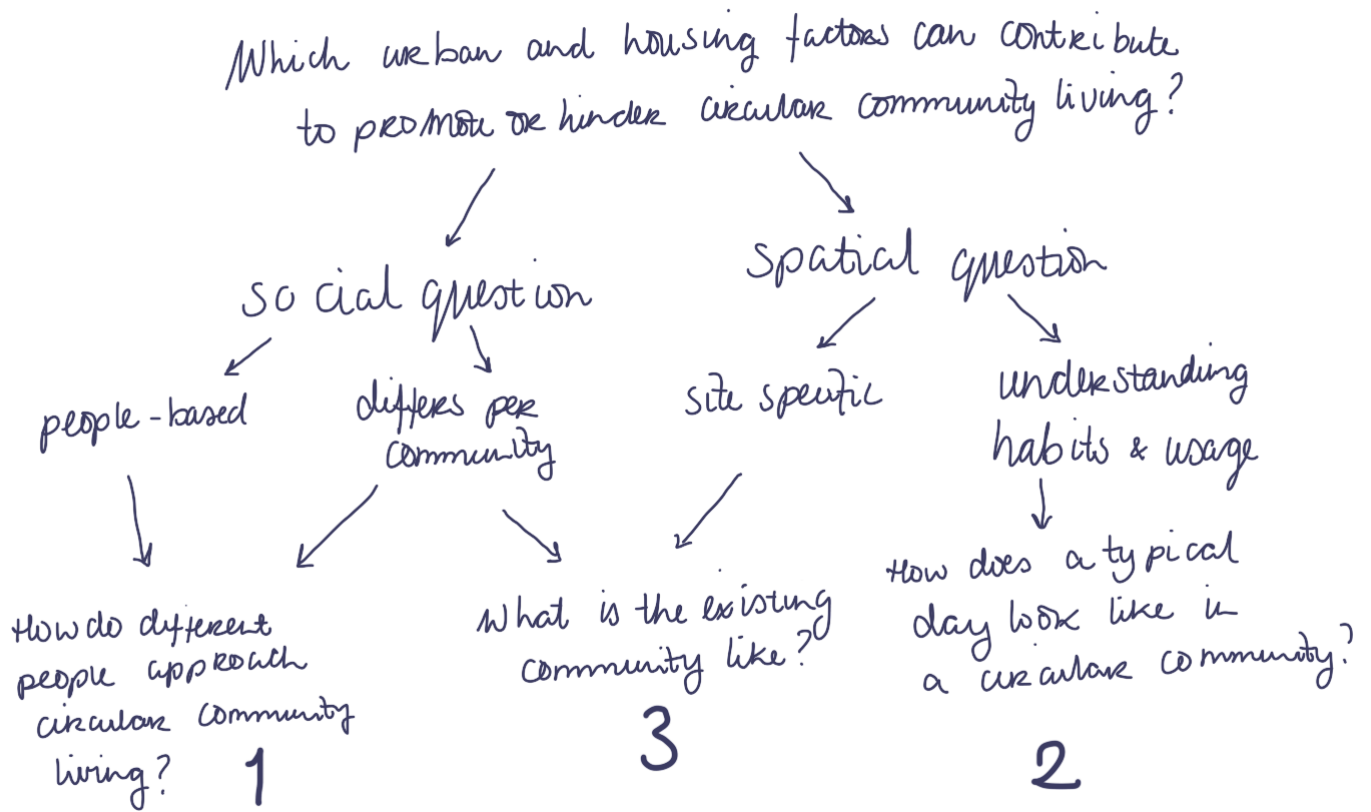 Which urban and housing factors can contribute
to promote or hinder circular community living?
social question
spatial question
people-based
differs per
community
site specific
understanding
habits & usage
How do different
people approach
circular community
living? 1
What is the existing
community like?
3
How does a typical
day look like in
a circular community?
2